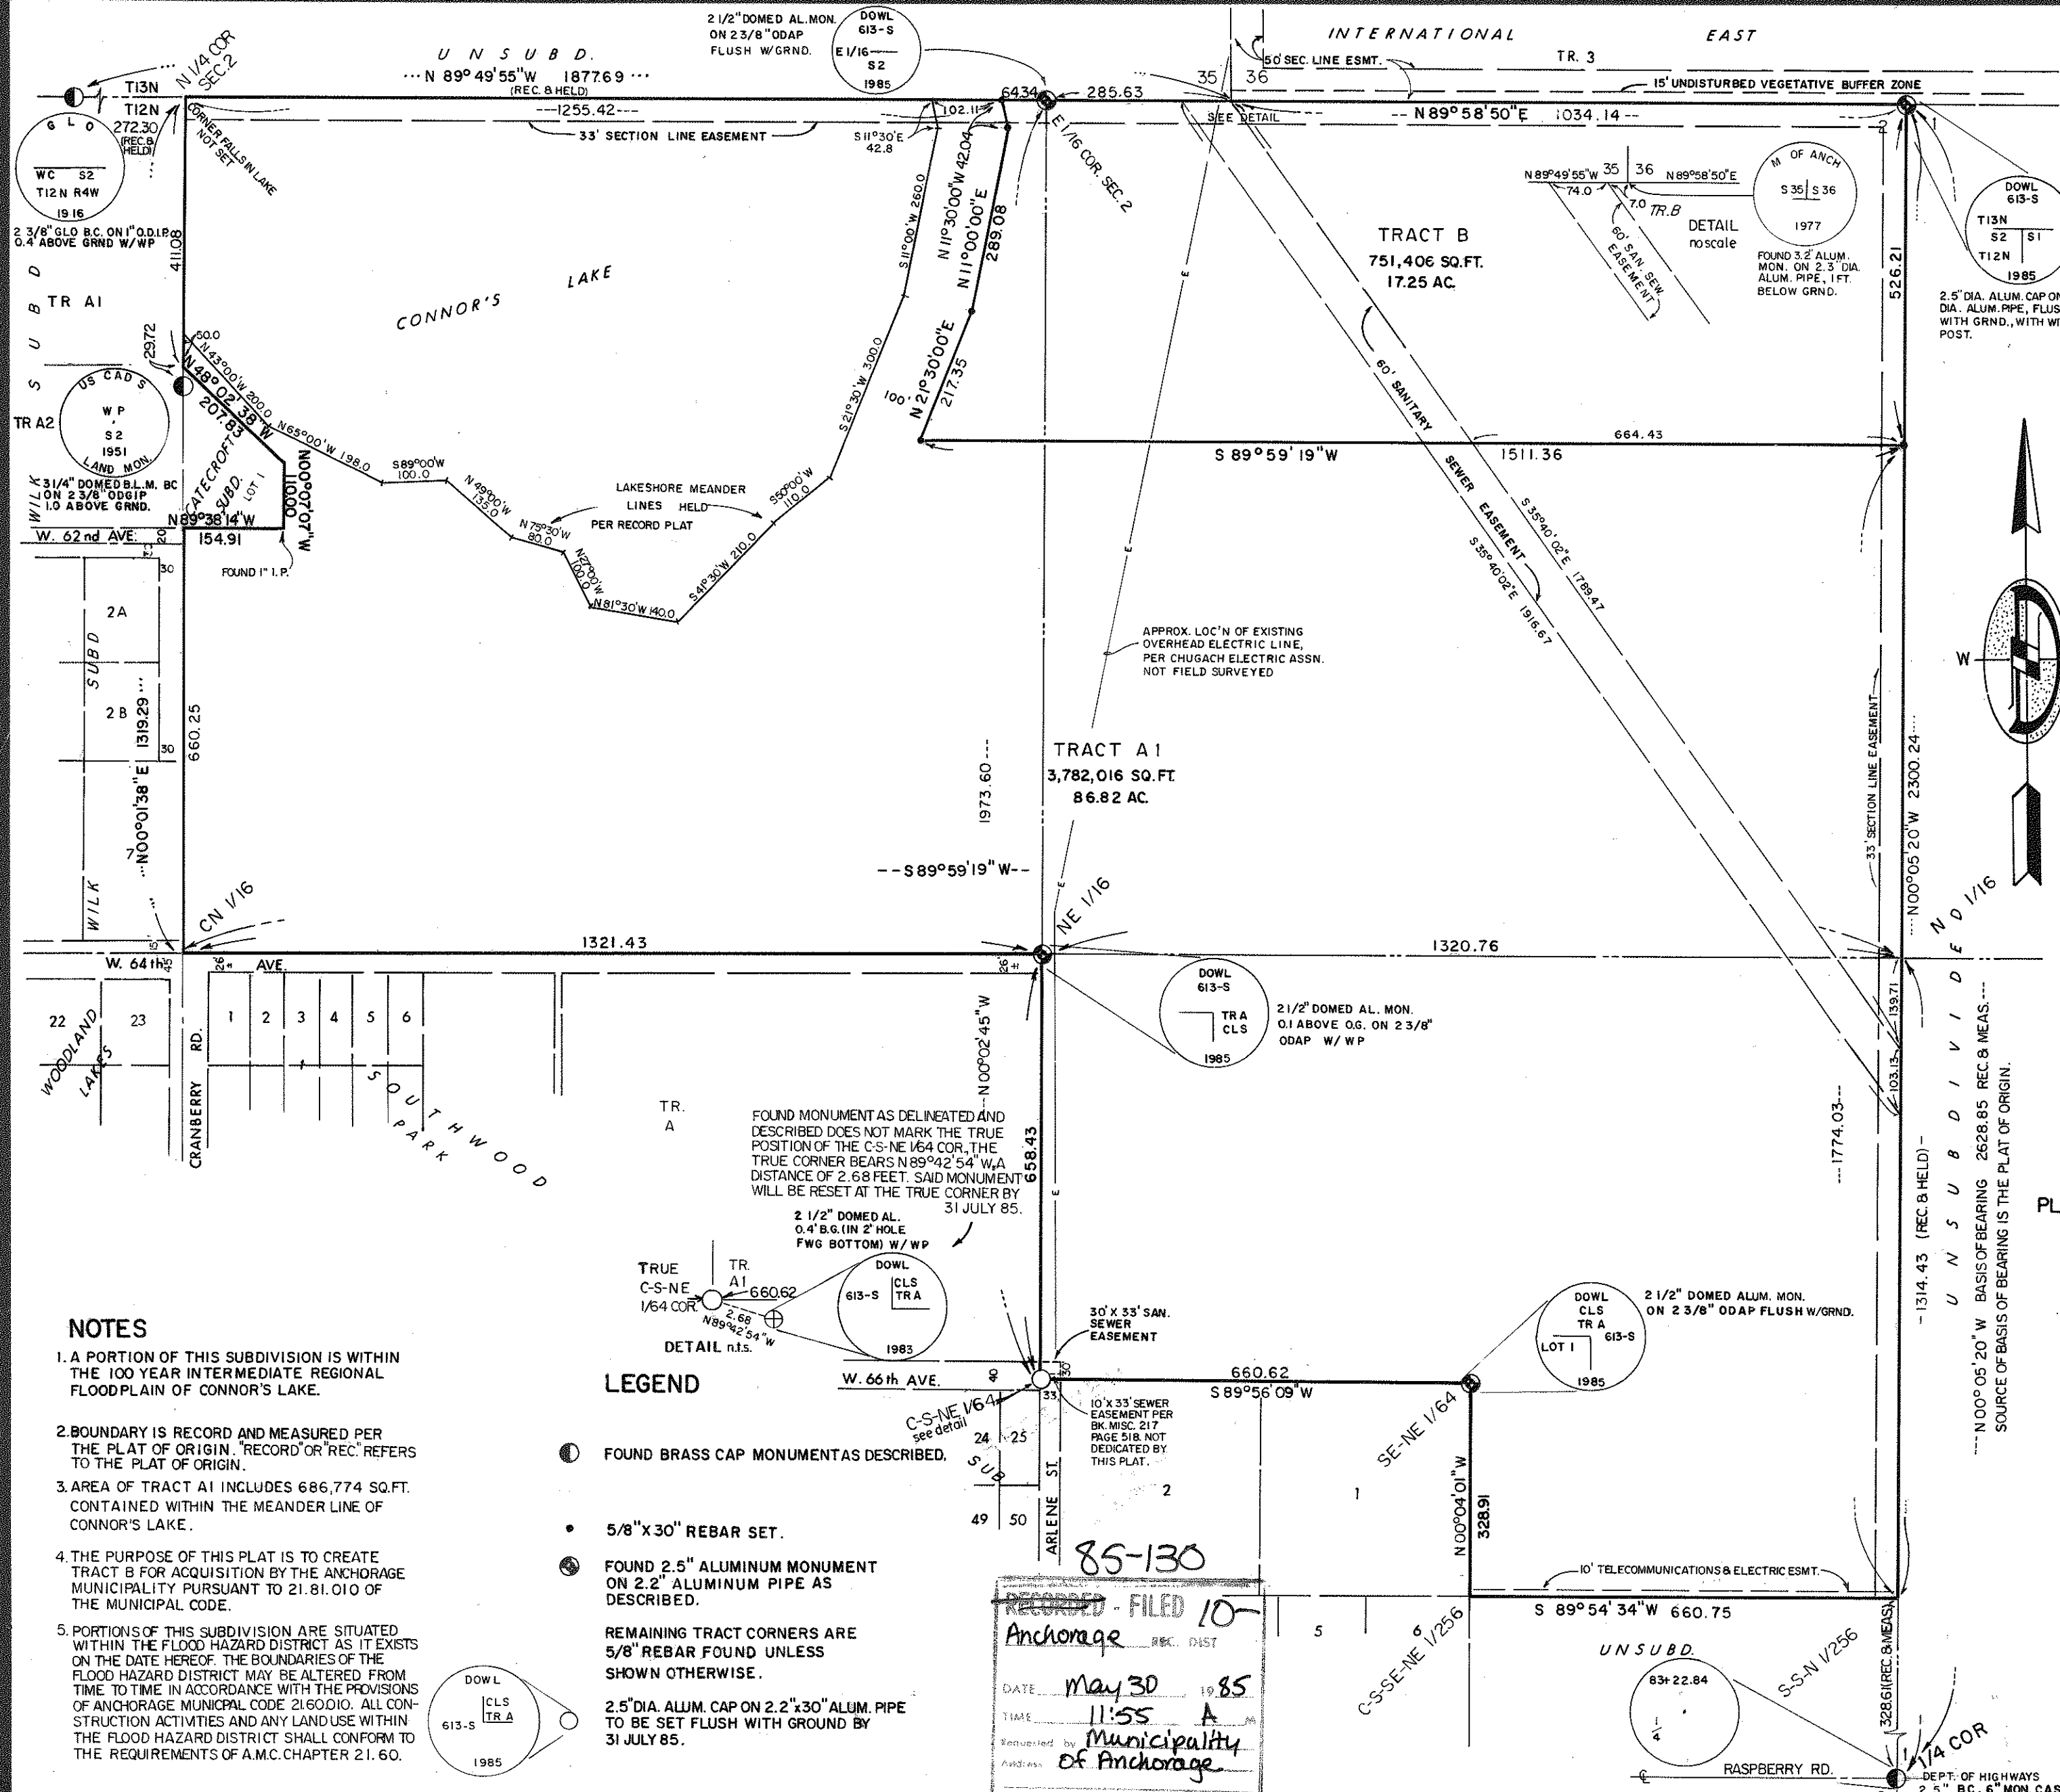 2 1/2" DOMED AL. MON.
ON 2 3/8" ODAP
FLUSH W/GRND.
DOWL
613-S
E 1/16
S2
1985
N 1/4 COR
SEC. 2
UNSUBD.
··· N 89°49'55"W 1877.69 ···
(REC. & HELD)
---1255.42---
33' SECTION LINE EASEMENT
T13N
T12N
272.30
(REC. &
HELD)
CORNER FALLS IN LAKE
NOT SET
GLO
WC S2
T12N R4W
1916
2 3/8" GLO B.C. ON 1" O.D.I.P.
0.4' ABOVE GRND W/WP
INTERNATIONAL EAST
TR. 3
50' SEC. LINE ESMT.
15' UNDISTURBED VEGETATIVE BUFFER ZONE
35 36
64.34
285.63
102.11
SEE DETAIL
N 89°58'50"E 1034.14 --
2
1
S 11°30'E
42.8
E 1/16 COR. SEC. 2
S 11°00'W 260.0
N 11°30'00"W 42.04
N 11°00'00"E
289.08
N 21°30'00"E
217.35
100'
S 21°30'W 300.0
N 89°49'55"W 35 36 N 89°58'50"E
74.0
7.0 TR. B
60' SAN. SEW.
EASEMENT
DETAIL
no scale
M OF ANCH
S 35 S 36
1977
FOUND 3.2" ALUM.
MON. ON 2.3" DIA.
ALUM. PIPE, 1 FT.
BELOW GRND.
DOWL
613-S
T13N
S2 S1
T12N
1985
2.5" DIA. ALUM. CAP ON
DIA. ALUM. PIPE, FLUS
WITH GRND., WITH WI
POST.
TRACT B
751,406 SQ.FT.
17.25 AC.
526.21
CONNOR'S LAKE
411.08
SUBD
TR A1
29.72
50.0
N 43°00'W 200.0
N 48°02'38"W
207.83
US CADS
WP
S2
1951
LAND MON.
TR A2
3 1/4" DOMED B.L.M. BC
ON 2 3/8" ODGIP
1.0 ABOVE GRND.
WILK
CATECROFT
SUBD.
LOT 1
N 00°07'07"W
110.00
N 89°38'14"W
154.91
W. 62nd AVE.
20
30
30
FOUND 1" I.P.
N 65°00'W 198.0
S 89°00'W
100.0
N 49°00'W
135.0
N 75°30'W
80.0
N 27°00'W
100.0
N 81°30'W 140.0
S 41°30'W 210.0
S 50°00'W
110.0
LAKESHORE MEANDER
LINES HELD
PER RECORD PLAT
664.43
S 89°59'19"W 1511.36
60' SANITARY SEWER EASEMENT
S 35°40'02"E 1789.47
S 35°40'02"E 1916.67
APPROX. LOC'N OF EXISTING
OVERHEAD ELECTRIC LINE,
PER CHUGACH ELECTRIC ASSN.
NOT FIELD SURVEYED
E
E
E
E
W
2A
SUBD
2B
30
7
WILK
··· N 00°01'38"E 1319.29 ···
660.25
1973.60 ---
TRACT A1
3,782,016 SQ.FT.
86.82 AC.
--S 89°59'19"W--
33' SECTION LINE EASEMENT
---- N 00°05'20"W 2300.24 ----
CN 1/16
NE 1/16
N 1/16
1321.43
1320.76
15'
W. 64th AVE.
45
26'±
26'±
22 23
WOODLAND
LAKES
CRANBERRY RD.
1 2 3 4 5 6
SOUTHWOOD
PARK
TR.
A
DOWL
613-S
TR A
CLS
1985
2 1/2" DOMED AL. MON.
0.1 ABOVE O.G. ON 2 3/8"
ODAP W/ WP
139.71
103.13
---N 00°02'45"W
658.43
FOUND MONUMENT AS DELINEATED AND
DESCRIBED DOES NOT MARK THE TRUE
POSITION OF THE C-S-NE 1/64 COR., THE
TRUE CORNER BEARS N 89°42'54" W, A
DISTANCE OF 2.68 FEET. SAID MONUMENT
WILL BE RESET AT THE TRUE CORNER BY
31 JULY 85.
2 1/2" DOMED AL.
0.4' B.G. (IN 2' HOLE
FWG BOTTOM) W/ WP
DOWL
CLS
613-S TR A
1983
TRUE
C-S-NE
1/64 COR.
TR.
A1
660.62
2.68
N 89°42'54"W
DETAIL n.t.s.
---1774.03---
-1314.43 (REC. & HELD)-
UNSUBDIVIDED
---N 00°05'20" W BASIS OF BEARING 2628.85 REC. & MEAS.---
SOURCE OF BASIS OF BEARING IS THE PLAT OF ORIGIN.
PL
30' X 33' SAN.
SEWER
EASEMENT
W. 66th AVE.
40
30
33
C-S-NE 1/64
see detail
660.62
S 89°56'09"W
10' X 33' SEWER
EASEMENT PER
BK. MISC. 217
PAGE 518. NOT
DEDICATED BY
THIS PLAT.
DOWL
CLS
TR A
613-S
LOT 1
1985
2 1/2" DOMED ALUM. MON.
ON 2 3/8" ODAP FLUSH W/GRND.
SE-NE 1/64
N 00°04'01"W
328.91
24 25
SUB
49 50
ARLENE ST.
2
1
5
6
10' TELECOMMUNICATIONS & ELECTRIC ESMT.
S 89°54'34"W 660.75
C-S-SE-NE 1/256
UNSUBD.
83+22.84
1/4
S-S-N 1/256
328.61 (REC. & MEAS.)
1/4 COR
RASPBERRY RD.
DEPT. OF HIGHWAYS
2.5" BC, 6" MON. CAS
NOTES
1. A PORTION OF THIS SUBDIVISION IS WITHIN
THE 100 YEAR INTERMEDIATE REGIONAL
FLOODPLAIN OF CONNOR'S LAKE.
2. BOUNDARY IS RECORD AND MEASURED PER
THE PLAT OF ORIGIN. "RECORD" OR "REC." REFERS
TO THE PLAT OF ORIGIN.
3. AREA OF TRACT A1 INCLUDES 686,774 SQ.FT.
CONTAINED WITHIN THE MEANDER LINE OF
CONNOR'S LAKE.
4. THE PURPOSE OF THIS PLAT IS TO CREATE
TRACT B FOR ACQUISITION BY THE ANCHORAGE
MUNICIPALITY PURSUANT TO 21.81.010 OF
THE MUNICIPAL CODE.
5. PORTIONS OF THIS SUBDIVISION ARE SITUATED
WITHIN THE FLOOD HAZARD DISTRICT AS IT EXISTS
ON THE DATE HEREOF. THE BOUNDARIES OF THE
FLOOD HAZARD DISTRICT MAY BE ALTERED FROM
TIME TO TIME IN ACCORDANCE WITH THE PROVISIONS
OF ANCHORAGE MUNICPAL CODE 21.60.010. ALL CON-
STRUCTION ACTIVITIES AND ANY LAND USE WITHIN
THE FLOOD HAZARD DISTRICT SHALL CONFORM TO
THE REQUIREMENTS OF A.M.C. CHAPTER 21.60.
DOWL
CLS
613-S TR A
1985
LEGEND
FOUND BRASS CAP MONUMENT AS DESCRIBED.
5/8" X 30" REBAR SET.
FOUND 2.5" ALUMINUM MONUMENT
ON 2.2" ALUMINUM PIPE AS
DESCRIBED.
REMAINING TRACT CORNERS ARE
5/8" REBAR FOUND UNLESS
SHOWN OTHERWISE.
2.5" DIA. ALUM. CAP ON 2.2"x30" ALUM. PIPE
TO BE SET FLUSH WITH GROUND BY
31 JULY 85.
85-130
RECORDED - FILED 10-
Anchorage REC. DIST
DATE May 30 1985
TIME 11:55 A M
Requested by Municipality
Address of Anchorage